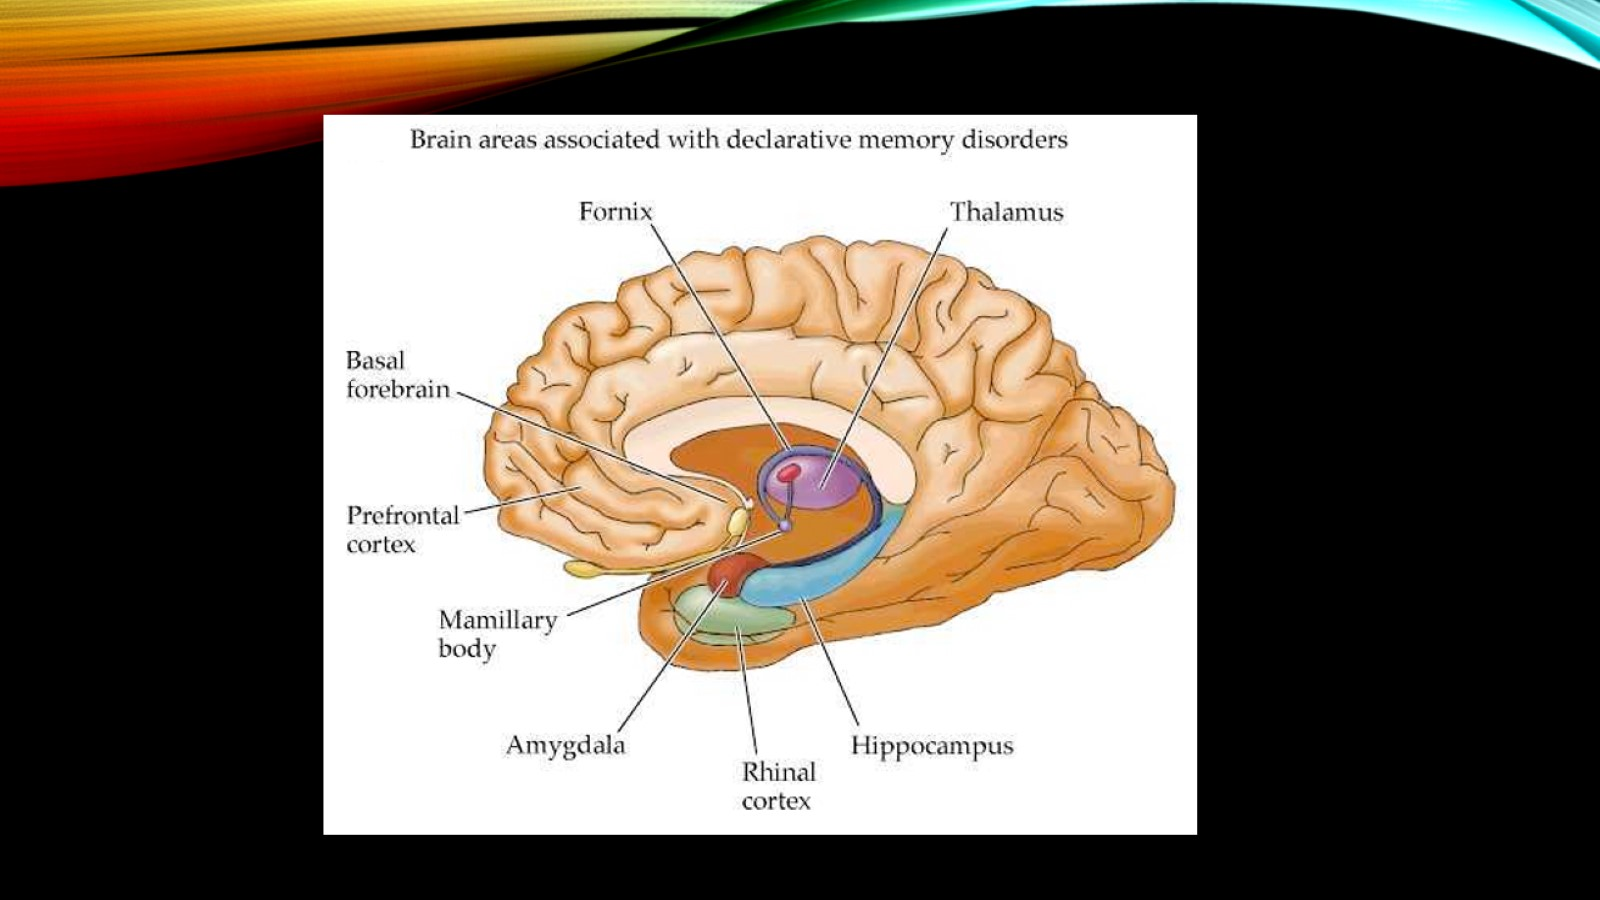 Brain areas associated with declarative memory disorders
Fornix
Thalamus
Basal
forebrain
Prefrontal
cortex
Mamillary
body
Amygdala
Rhinal
cortex
Hippocampus